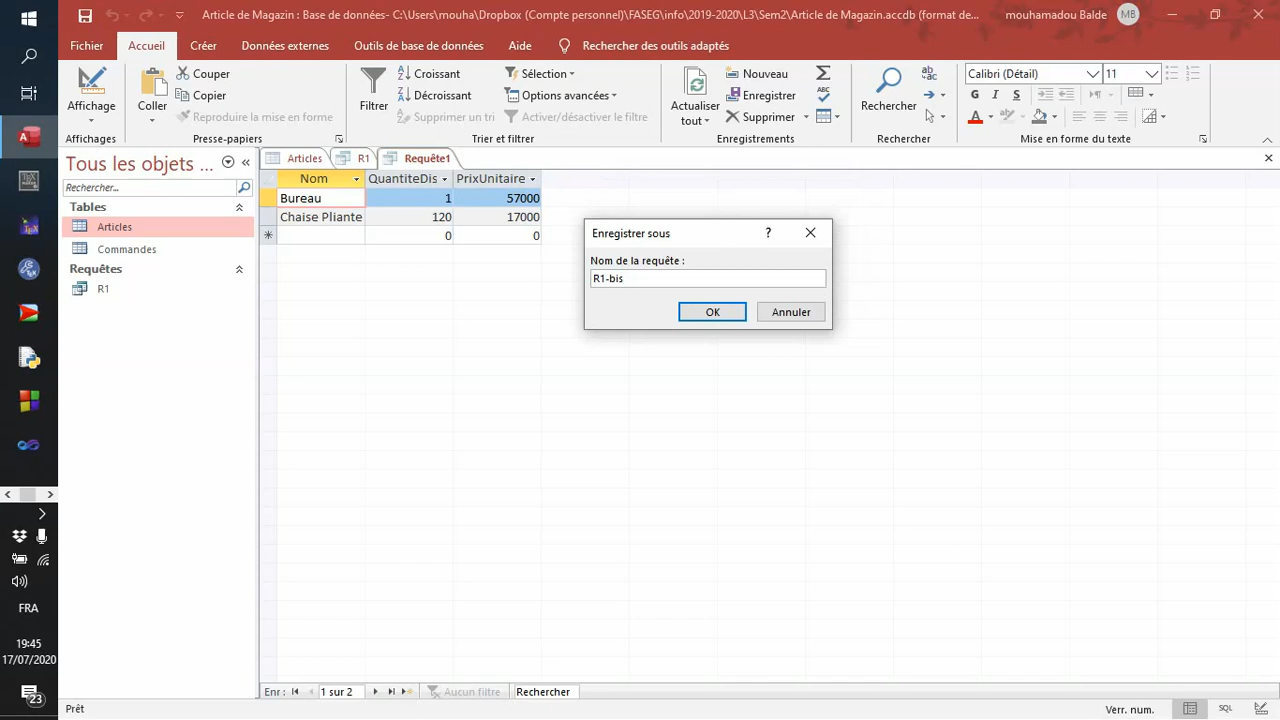 Article de Magazin : Base de données- C:\Users\mouha\Dropbox (Compte personnel)\FASEG\info\2019-2020\L3\Sem2\Article de Magazin.accdb (format de...
mouhamadou Balde
MB
Fichier
Accueil
Créer
Données externes
Outils de base de données
Aide
Rechercher des outils adaptés
Affichage
Coller
Couper
Copier
Reproduire la mise en forme
Filtrer
Croissant
Décroissant
Supprimer un tri
Sélection
Options avancées
Activer/désactiver le filtre
Actualiser
tout
Nouveau
Enregistrer
Supprimer
Rechercher
Calibri (Détail)
11
G I S
Affichages
Presse-papiers
Trier et filtrer
Enregistrements
Rechercher
Mise en forme du texte
Tous les objets ...
Rechercher...
Tables
Articles
Commandes
Requêtes
R1
Articles
R1
Requête1
Nom QuantiteDis PrixUnitaire
Bureau 1 57000
Chaise Pliante 120 17000
0 0
Enregistrer sous
?
Nom de la requête :
R1-bis
OK
Annuler
Enr :
1 sur 2
Aucun filtre
Rechercher
Prêt
Verr. num.
SQL
FRA
19:45
17/07/2020
23